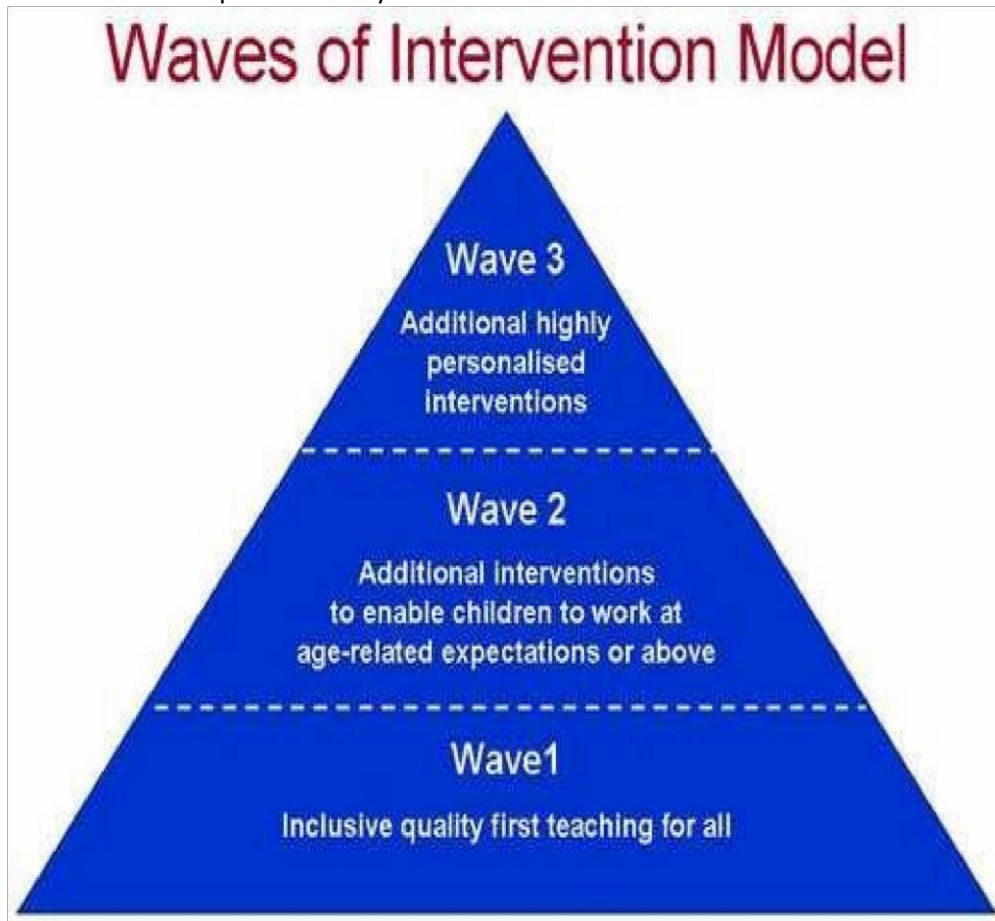 Waves of Intervention Model
Wave 3
Additional highly
personalised
interventions
Wave 2
Additional interventions
to enable children to work at
age-related expectations or above
Wave1
Inclusive quality first teaching for all